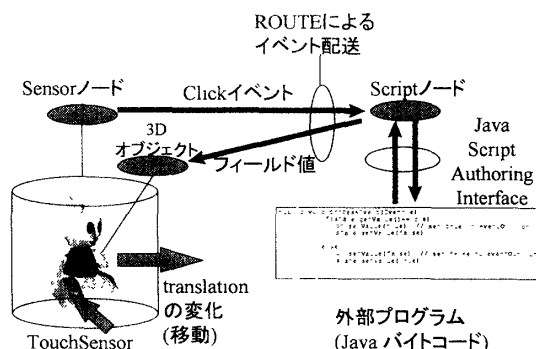 ROUTEによる
イベント配送
Sensorノード
Clickイベント
Scriptノード
3D
オブジェクト
フィールド値
Java
Script
Authoring
Interface
translation
の変化
(移動)
TouchSensor
外部プログラム
(Java バイトコード)